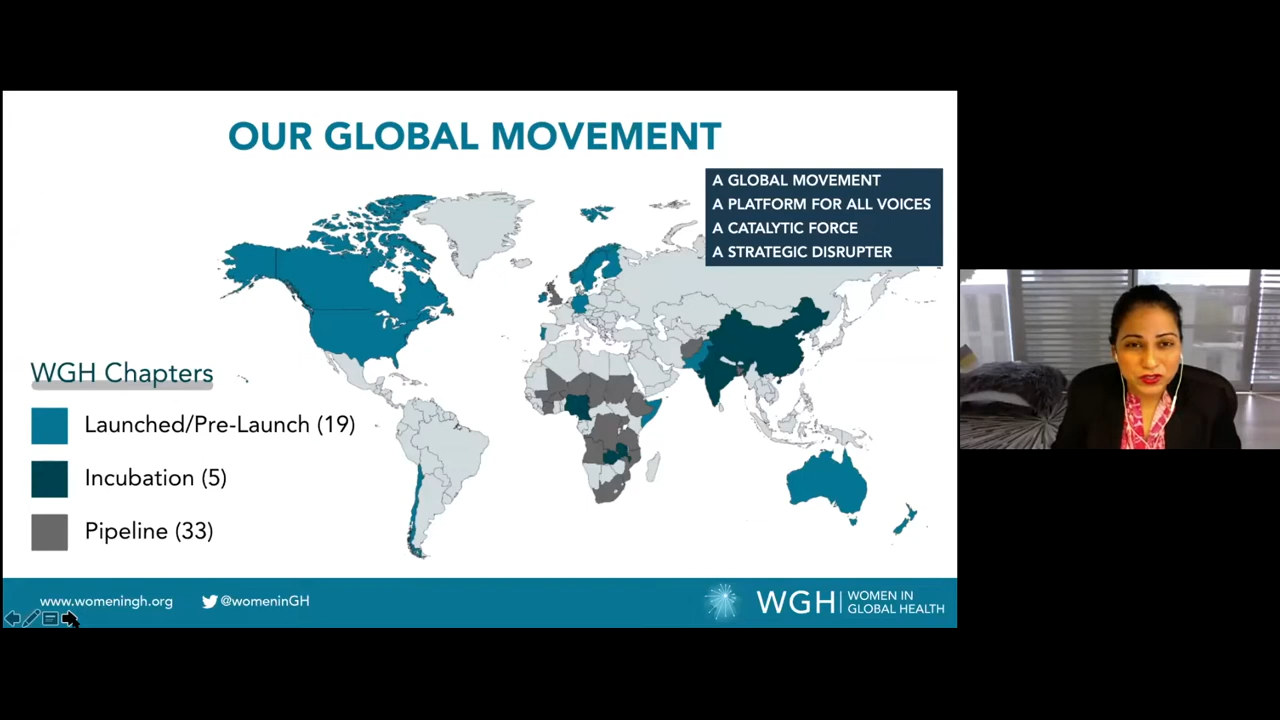 OUR GLOBAL MOVEMENT
A GLOBAL MOVEMENT
A PLATFORM FOR ALL VOICES
A CATALYTIC FORCE
A STRATEGIC DISRUPTER
WGH Chapters
Launched/Pre-Launch (19)
Incubation (5)
Pipeline (33)
www.womeningh.org
@womeninGH
WGH
WOMEN IN
GLOBAL HEALTH